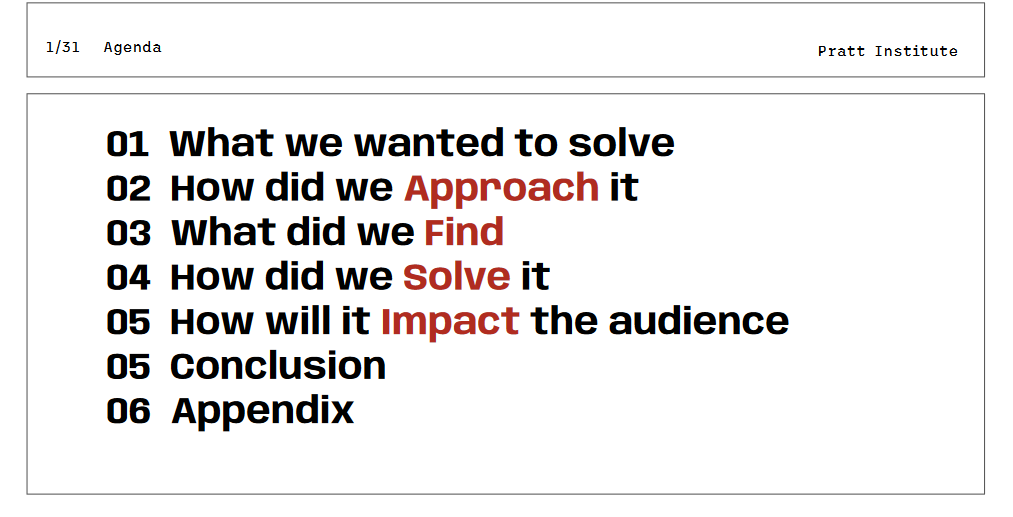 1/31 Agenda
Pratt Institute
01 What we wanted to solve
02 How did we Approach it
03 What did we Find
04 How did we Solve it
05 How will it Impact the audience
05 Conclusion
06 Appendix